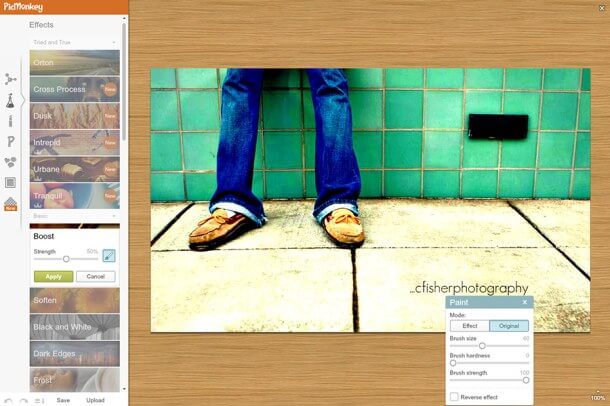 PicMonkey
Effects
Tried and True
Orton
Cross Process
New
Dusk
New
Intrepid
New
Urbane
New
Tranquil
New
Basic
Boost
Strength 50%
Apply Cancel
Soften
Black and White
Dark Edges
Frost
New
Save Upload
...cfisherphotography
Paint
Mode:
Effect Original
Brush size 60
Brush hardness 0
Brush strength 100
Reverse effect
100%